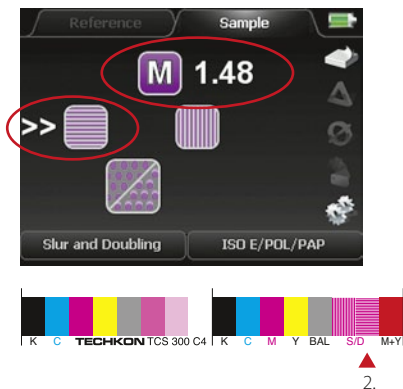 Reference Sample
M 1.48
>>
Slur and Doubling ISO E/POL/PAP
K C TECHKON TCS 300 C4 K C M Y BAL S/D M+Y
2.